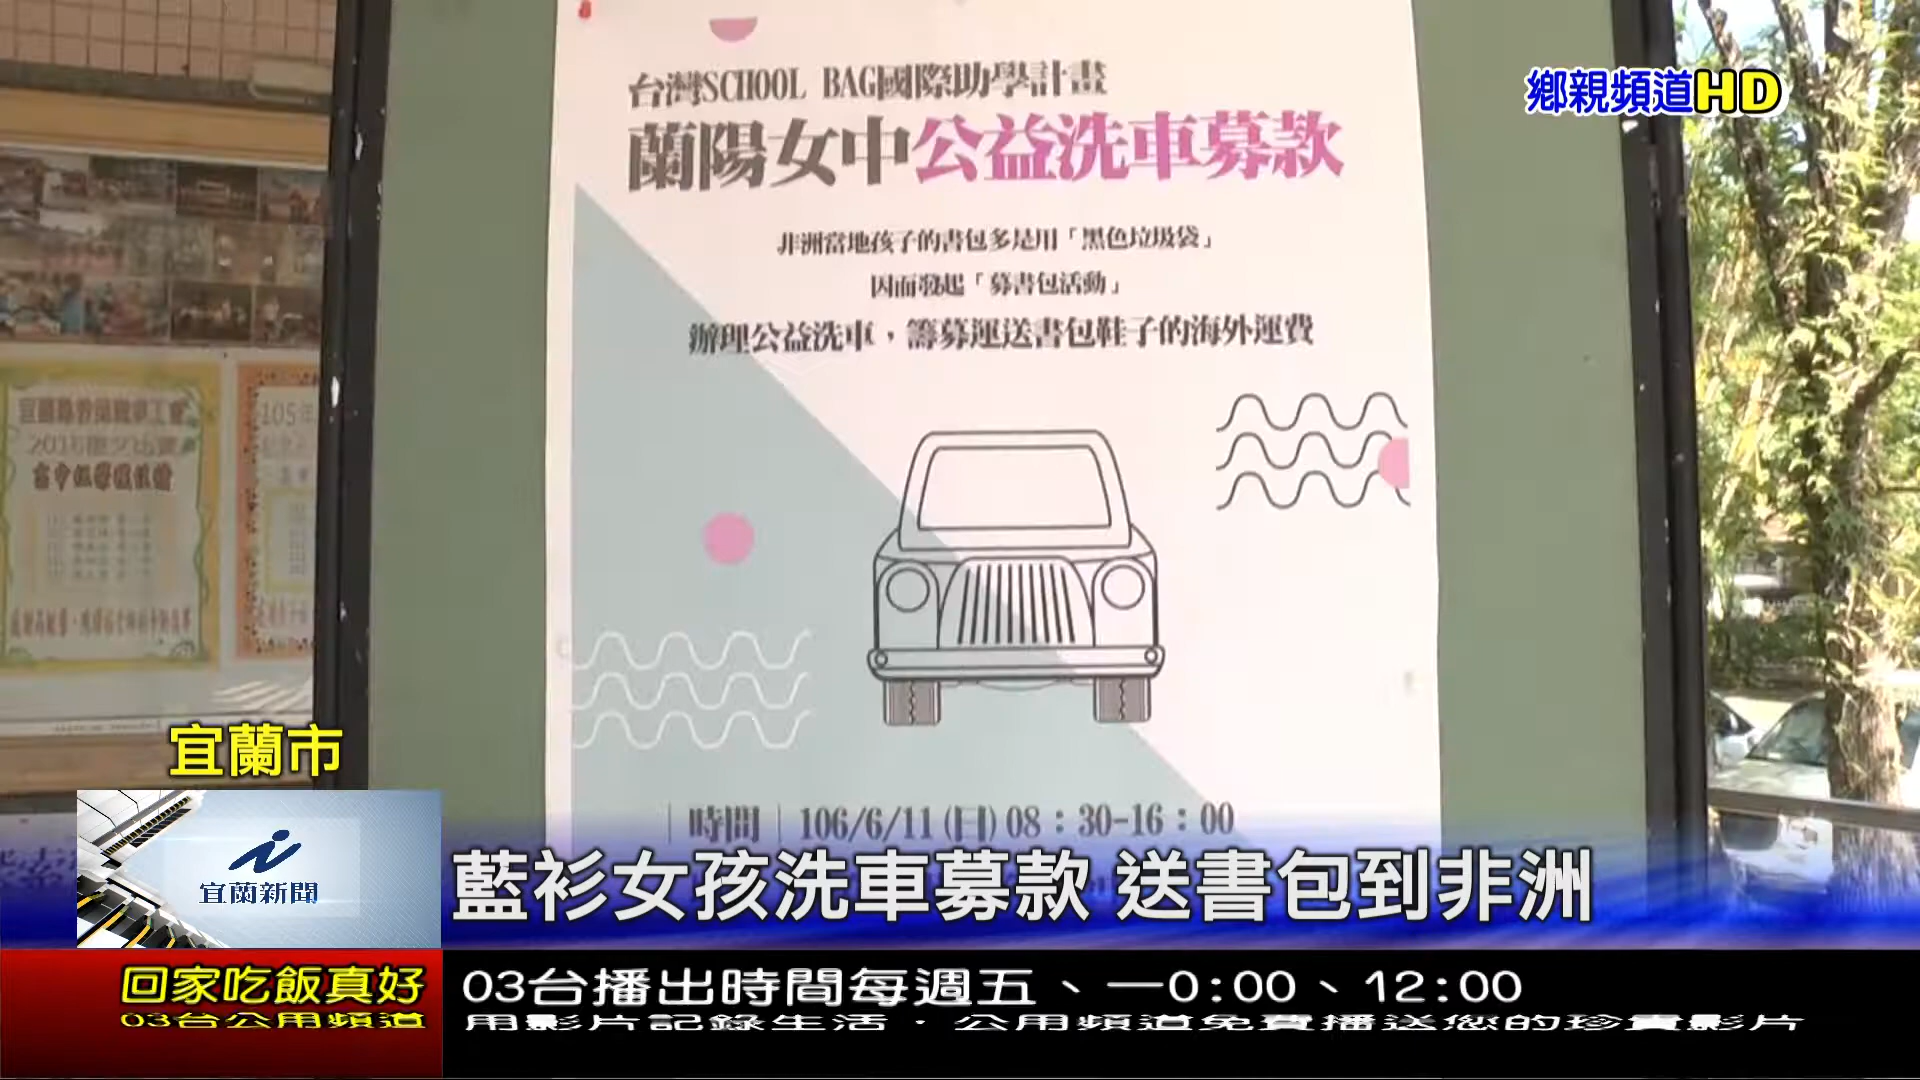 鄉親頻道HD
台灣SCHOOL BAG國際助學計畫
蘭陽女中公益洗車募款
非洲當地孩子的書包多是用「黑色垃圾袋」
因而發起「募書包活動」
辦理公益洗車，籌募運送書包鞋子的海外運費
時間 106/6/11(日)08：30-16：00
105年
宜蘭市
宜蘭新聞
藍衫女孩洗車募款 送書包到非洲
回家吃飯真好
03台公用頻道
03台播出時間每週五、一0:00、12:00
用影片記錄生活，公用頻道免費播送您的珍貴影片